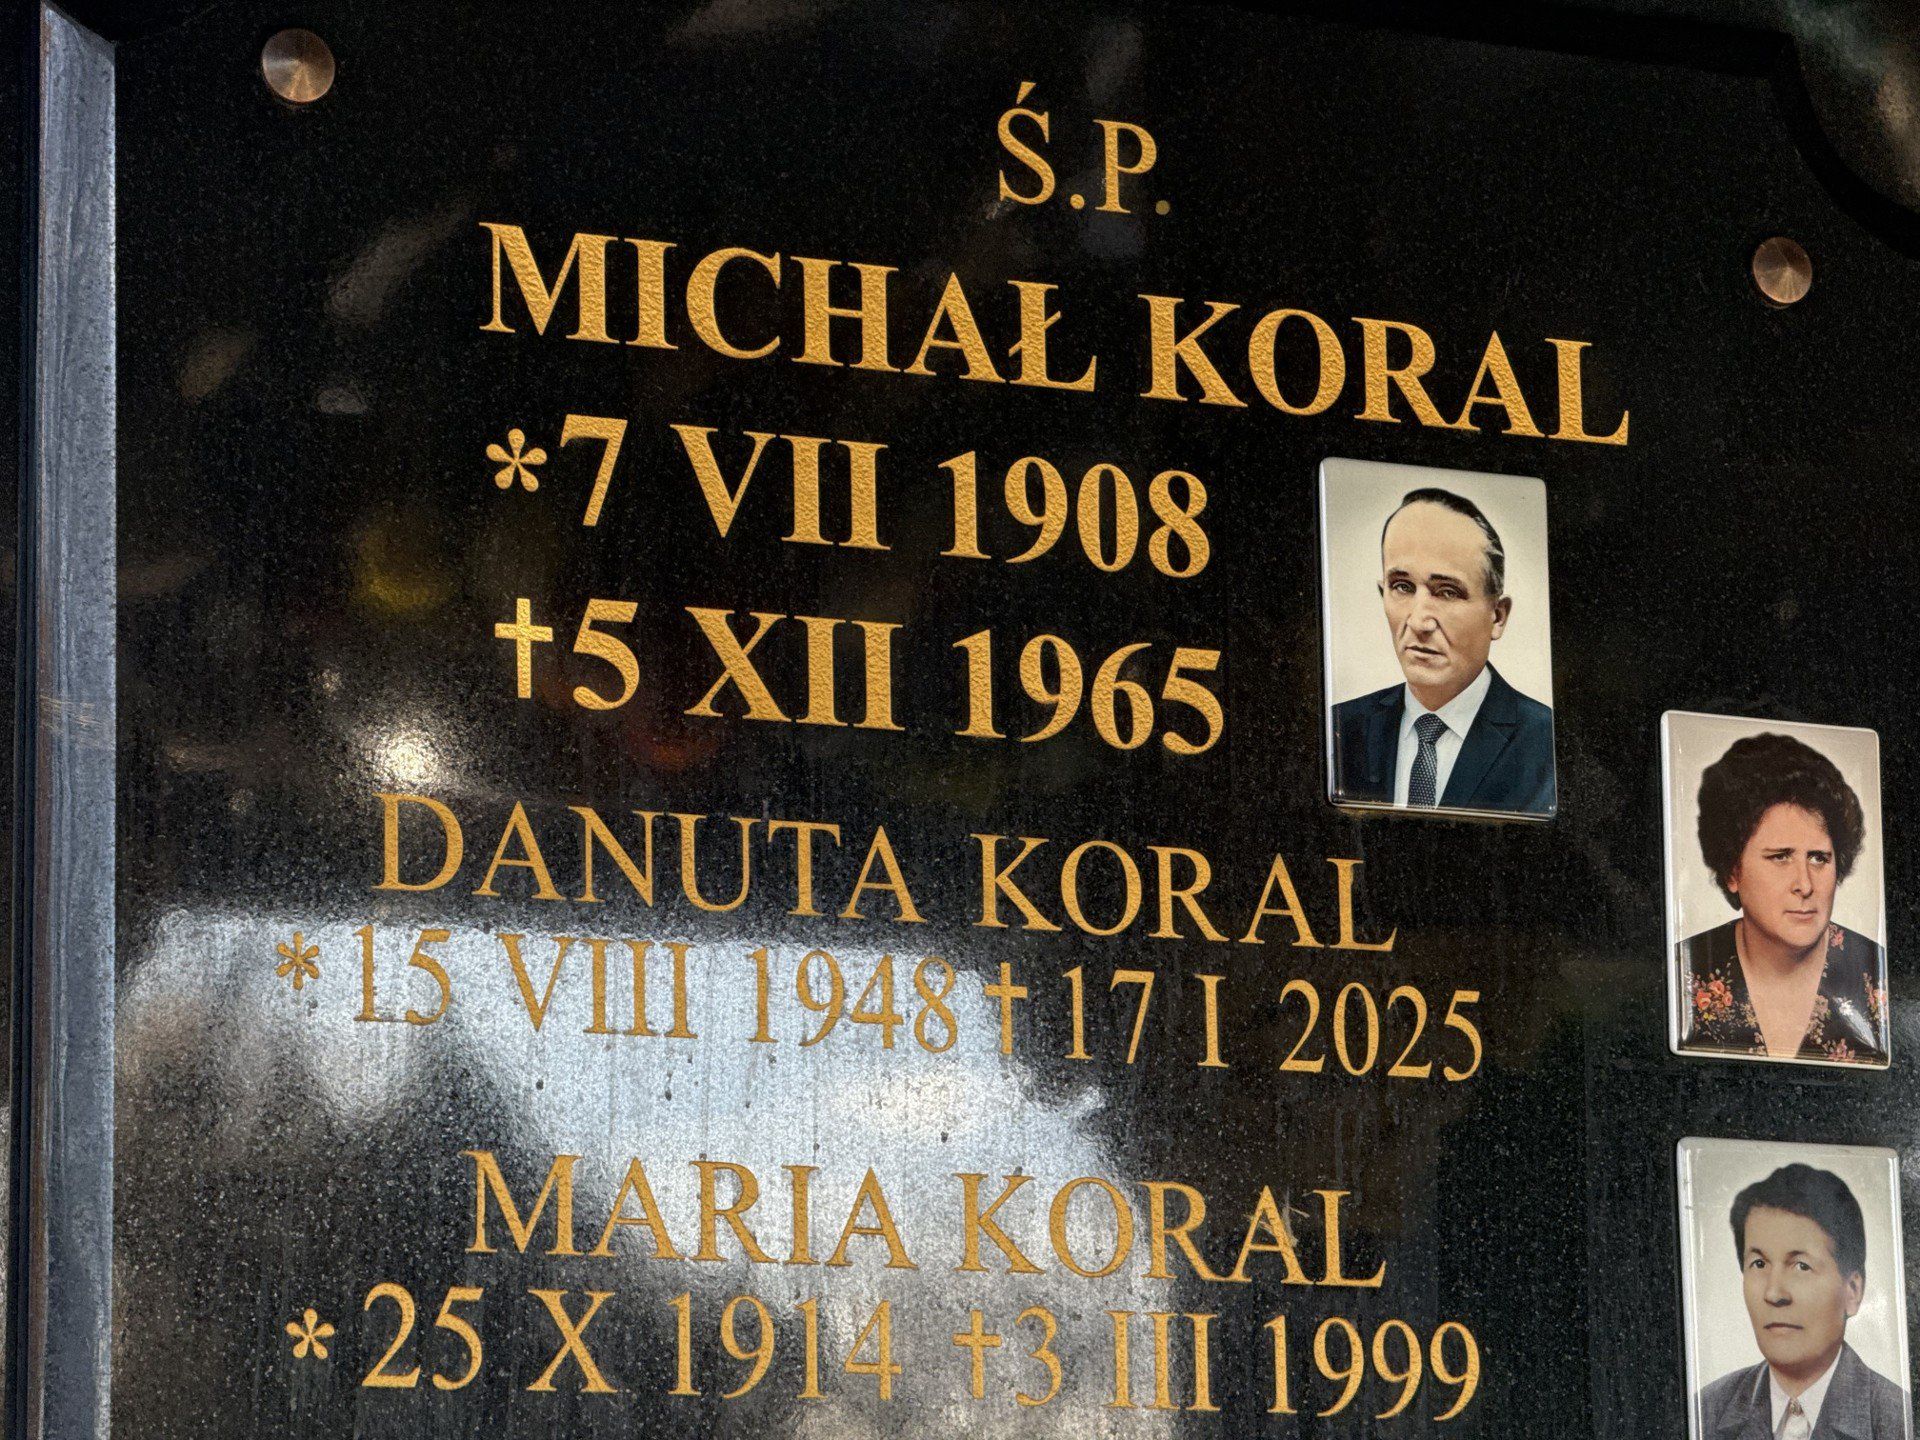 Ś.P.
MICHAŁ KORAL
*7 VII 1908
†5 XII 1965
DANUTA KORAL
* 15 VIII 1948 † 17 I 2025
MARIA KORAL
* 25 X 1914 †3 III 1999